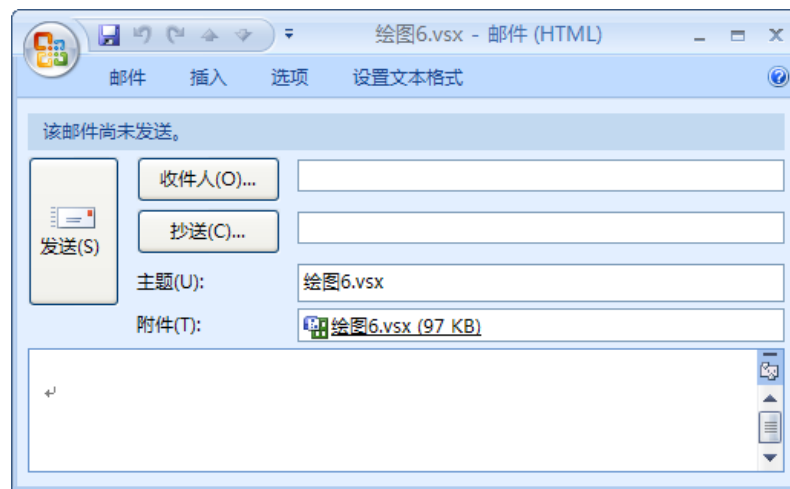 绘图6.vsx - 邮件 (HTML)
邮件 插入 选项 设置文本格式
该邮件尚未发送。
收件人(O)...
抄送(C)...
发送(S)
主题(U): 绘图6.vsx
附件(T): 绘图6.vsx (97 KB)